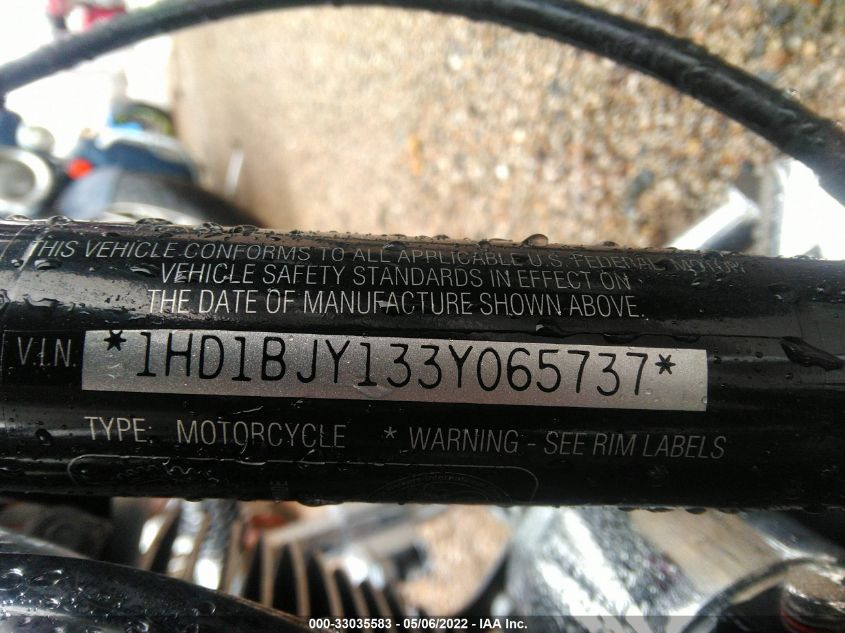 THIS VEHICLE CONFORMS TO ALL APPLICABLE U.S. FEDERAL MOTOR
VEHICLE SAFETY STANDARDS IN EFFECT ON
THE DATE OF MANUFACTURE SHOWN ABOVE.
V.I.N. *1HD1BJY133Y065737*
TYPE: MOTORCYCLE * WARNING - SEE RIM LABELS
000-33035583 - 05/06/2022 - IAA Inc.